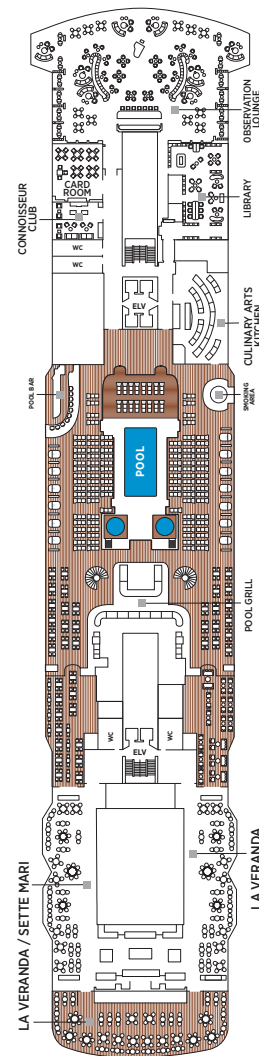 OBSERVATION
LOUNGE
CARD
ROOM
LIBRARY
CONNOISSEUR
CLUB
WC
WC
ELV
CULINARY ARTS
KITCHEN
POOL BAR
SMOKING
AREA
POOL
POOL GRILL
WC
WC
ELV
LA VERANDA
LA VERANDA / SETTE MARI